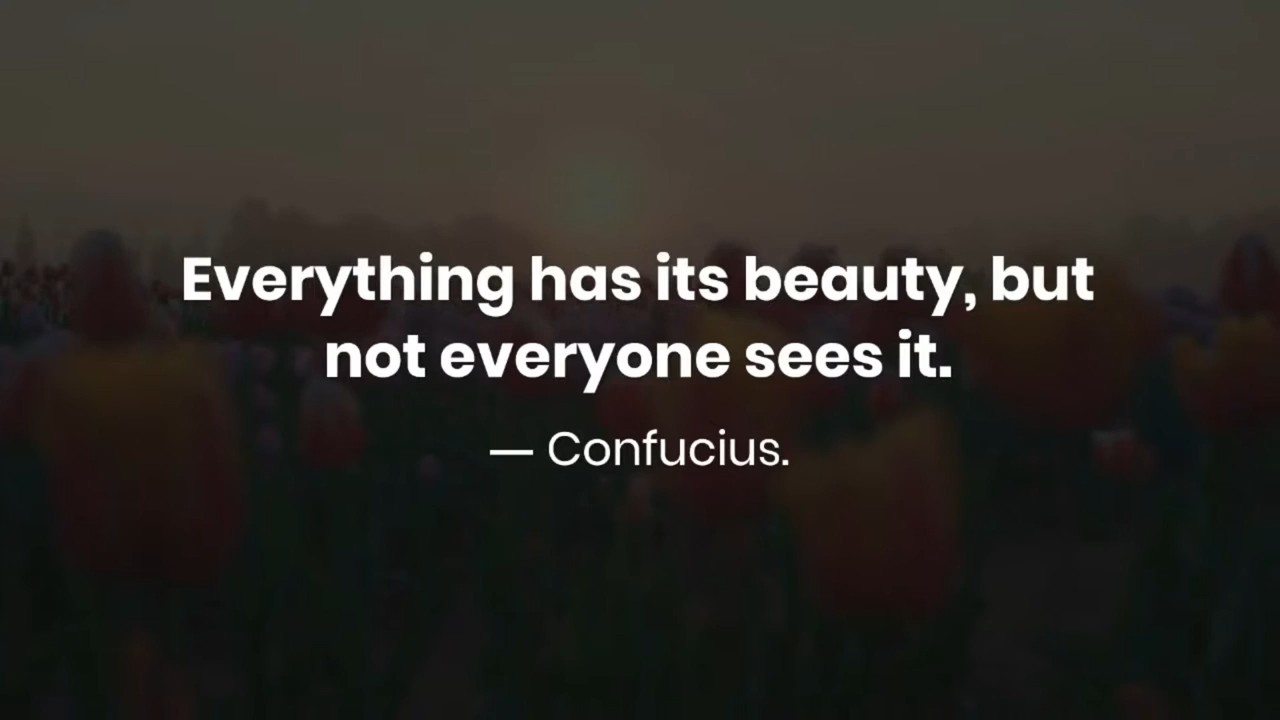 Everything has its beauty, but
not everyone sees it.
— Confucius.